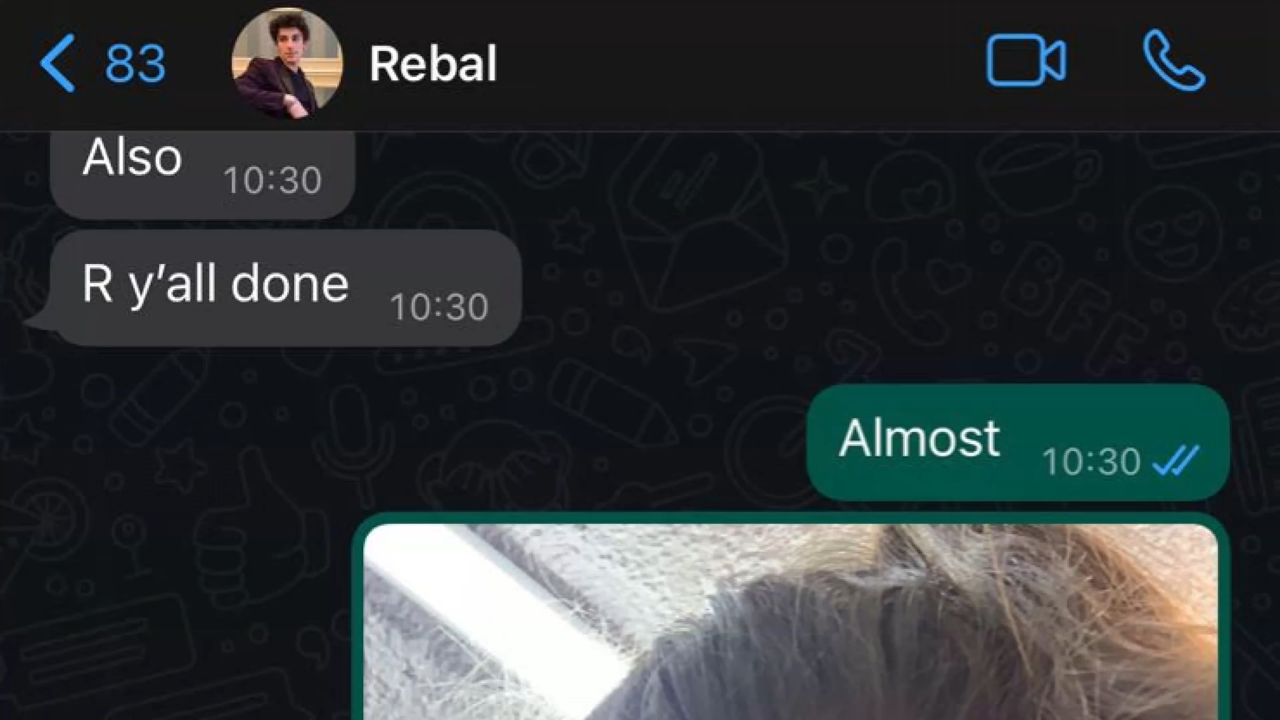 83 Rebal
Also 10:30
R y’all done 10:30
Almost 10:30